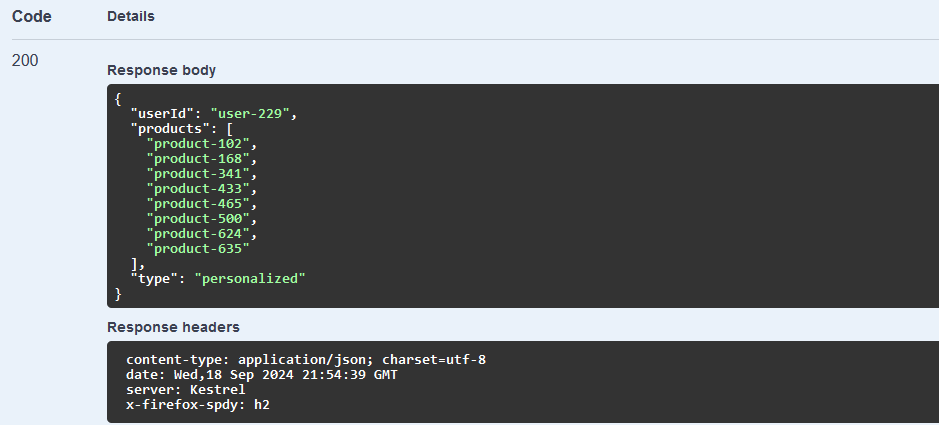 Code Details
200
Response body
{
  "userId": "user-229",
  "products": [
    "product-102",
    "product-168",
    "product-341",
    "product-433",
    "product-465",
    "product-500",
    "product-624",
    "product-635"
  ],
  "type": "personalized"
}
Response headers
content-type: application/json; charset=utf-8
date: Wed,18 Sep 2024 21:54:39 GMT
server: Kestrel
x-firefox-spdy: h2